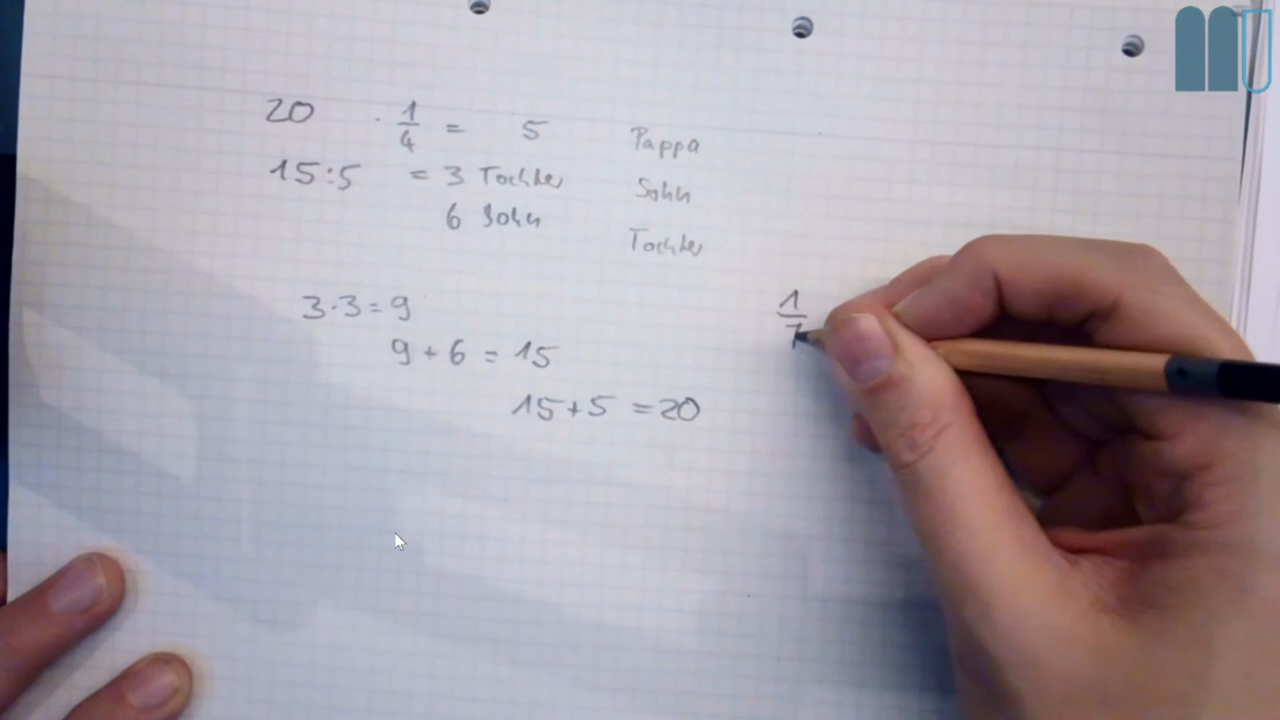 20 · 1/4 = 5 Pappa
15:5 = 3 Tochter Sohn
6 Sohn Tochter
3·3=9
9+6 = 15
15+5 =20
1/7